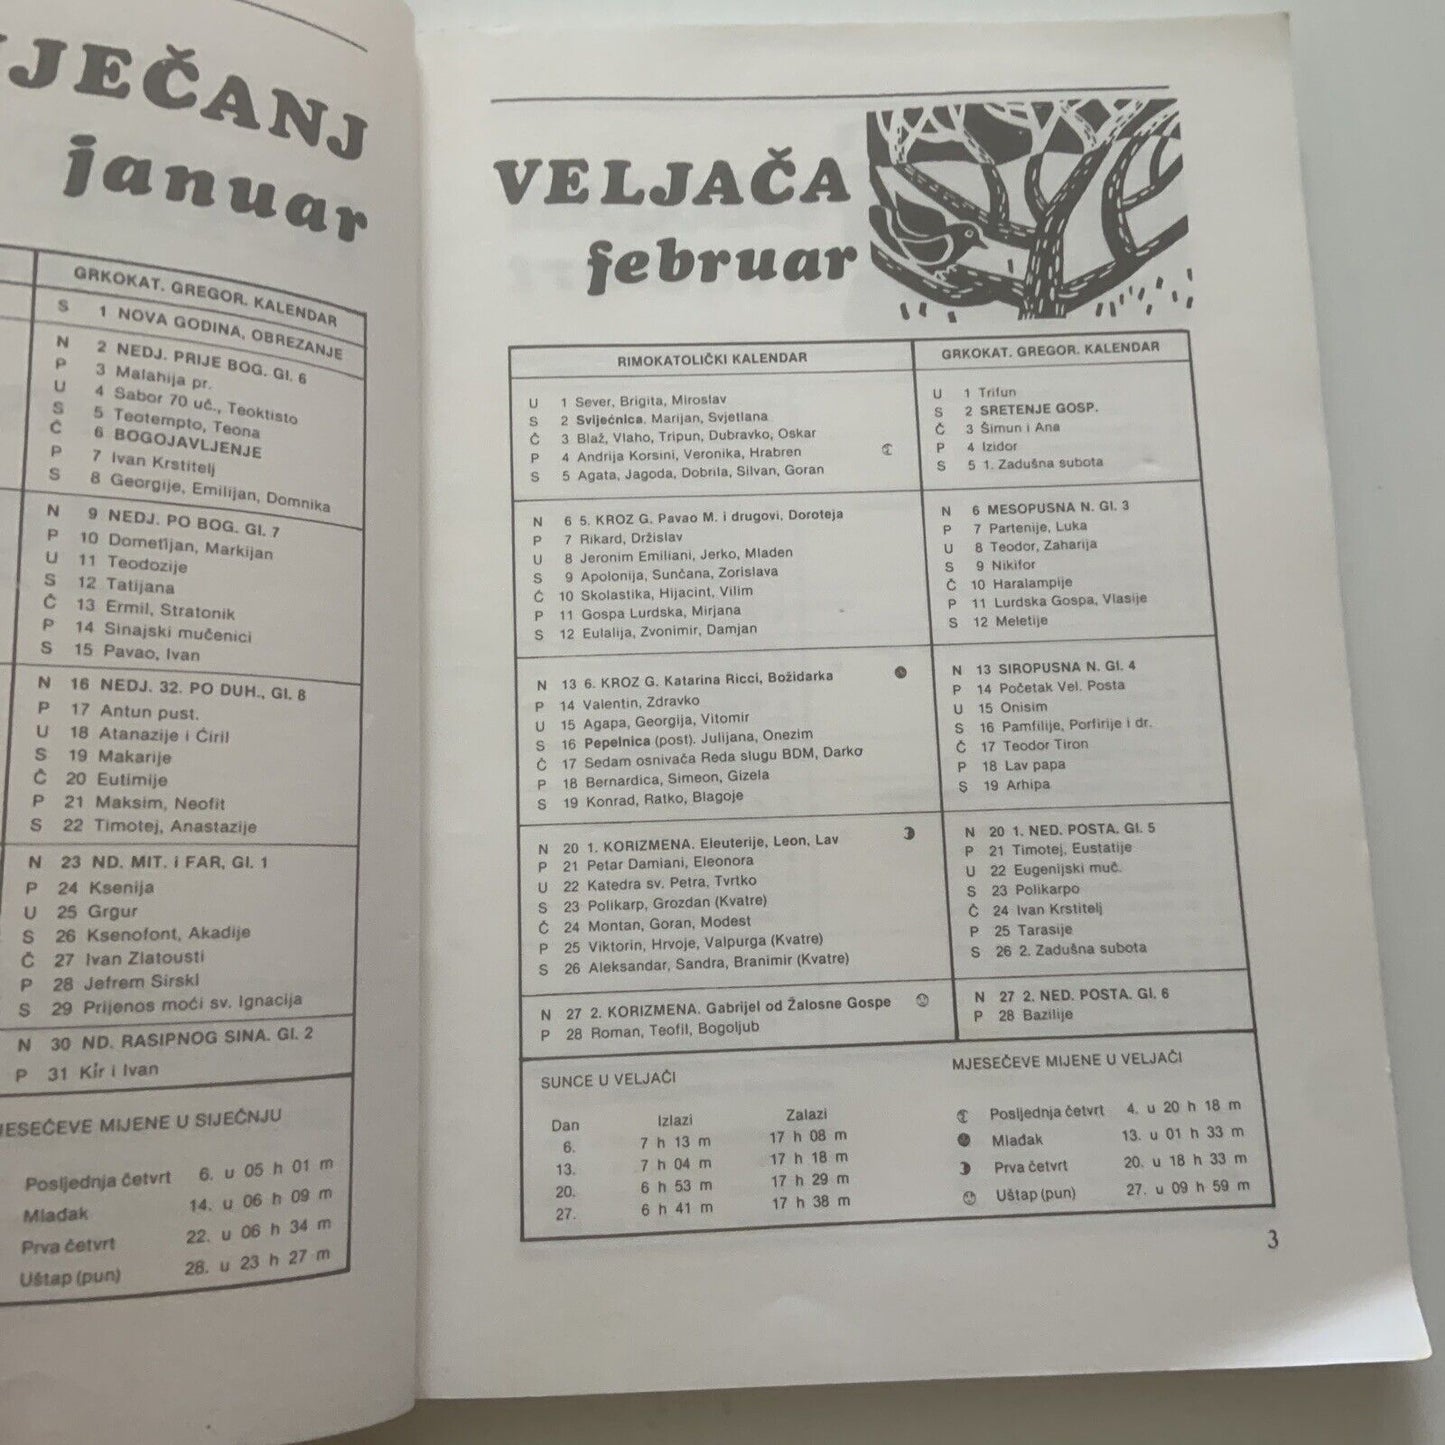 JEČANJ
januar
GRKOKAT. GREGOR. KALENDAR
S 1 NOVA GODINA, OBREZANJE
N 2 NEDJ. PRIJE BOG. Gl. 6
P 3 Malahija pr.
U 4 Sabor 70 uč., Teoktisto
S 5 Teotempto, Teona
Č 6 BOGOJAVLJENJE
P 7 Ivan Krstitelj
S 8 Georgije, Emilijan, Domnika
N 9 NEDJ. PO BOG. Gl. 7
P 10 Dometijan, Markijan
U 11 Teodozije
S 12 Tatijana
Č 13 Ermil, Stratonik
P 14 Sinajski mučenici
S 15 Pavao, Ivan
N 16 NEDJ. 32. PO DUH., Gl. 8
P 17 Antun pust.
U 18 Atanazije i Ćiril
S 19 Makarije
Č 20 Eutimije
P 21 Maksim, Neofit
S 22 Timotej, Anastazije
N 23 ND. MIT. i FAR, Gl. 1
P 24 Ksenija
U 25 Grgur
S 26 Ksenofont, Akadije
Č 27 Ivan Zlatousti
P 28 Jefrem Sirski
S 29 Prijenos moći sv. Ignacija
N 30 ND. RASIPNOG SINA. Gl. 2
P 31 Kir i Ivan
JESEČEVE MIJENE U SIJEČNJU
Posljednja četvrt 6. u 05 h 01 m
Mlađak 14. u 06 h 09 m
Prva četvrt 22. u 06 h 34 m
Uštap (pun) 28. u 23 h 27 m
VELJAČA
februar
RIMOKATOLIČKI KALENDAR
U 1 Sever, Brigita, Miroslav
S 2 Svijećnica. Marijan, Svjetlana
Č 3 Blaž, Vlaho, Tripun, Dubravko, Oskar
P 4 Andrija Korsini, Veronika, Hrabren
S 5 Agata, Jagoda, Dobrila, Silvan, Goran
N 6 5. KROZ G. Pavao M. i drugovi, Doroteja
P 7 Rikard, Držislav
U 8 Jeronim Emiliani, Jerko, Mladen
S 9 Apolonija, Sunčana, Zorislava
Č 10 Skolastika, Hijacint, Vilim
P 11 Gospa Lurdska, Mirjana
S 12 Eulalija, Zvonimir, Damjan
N 13 6. KROZ G. Katarina Ricci, Božidarka
P 14 Valentin, Zdravko
U 15 Agapa, Georgija, Vitomir
S 16 Pepelnica (post). Julijana, Onezim
Č 17 Sedam osnivača Reda slugu BDM, Darko
P 18 Bernardica, Simeon, Gizela
S 19 Konrad, Ratko, Blagoje
N 20 1. KORIZMENA. Eleuterije, Leon, Lav
P 21 Petar Damiani, Eleonora
U 22 Katedra sv. Petra, Tvrtko
S 23 Polikarp, Grozdan (Kvatre)
Č 24 Montan, Goran, Modest
P 25 Viktorin, Hrvoje, Valpurga (Kvatre)
S 26 Aleksandar, Sandra, Branimir (Kvatre)
N 27 2. KORIZMENA. Gabrijel od Žalosne Gospe
P 28 Roman, Teofil, Bogoljub
GRKOKAT. GREGOR. KALENDAR
U 1 Trifun
S 2 SRETENJE GOSP.
Č 3 Šimun i Ana
P 4 Izidor
S 5 1. Zadušna subota
N 6 MESOPUSNA N. Gl. 3
P 7 Partenije, Luka
U 8 Teodor, Zaharija
S 9 Nikifor
Č 10 Haralampije
P 11 Lurdska Gospa, Vlasije
S 12 Meletije
N 13 SIROPUSNA N. Gl. 4
P 14 Početak Vel. Posta
U 15 Onisim
S 16 Pamfilije, Porfirije i dr.
Č 17 Teodor Tiron
P 18 Lav papa
S 19 Arhipa
N 20 1. NED. POSTA. Gl. 5
P 21 Timotej, Eustatije
U 22 Eugenijski muč.
S 23 Polikarpo
Č 24 Ivan Krstitelj
P 25 Tarasije
S 26 2. Zadušna subota
N 27 2. NED. POSTA. Gl. 6
P 28 Bazilije
SUNCE U VELJAČI
Dan Izlazi Zalazi
6. 7 h 13 m 17 h 08 m
13. 7 h 04 m 17 h 18 m
20. 6 h 53 m 17 h 29 m
27. 6 h 41 m 17 h 38 m
MJESEČEVE MIJENE U VELJAČI
Posljednja četvrt 4. u 20 h 18 m
Mlađak 13. u 01 h 33 m
Prva četvrt 20. u 18 h 33 m
Uštap (pun) 27. u 09 h 59 m
3